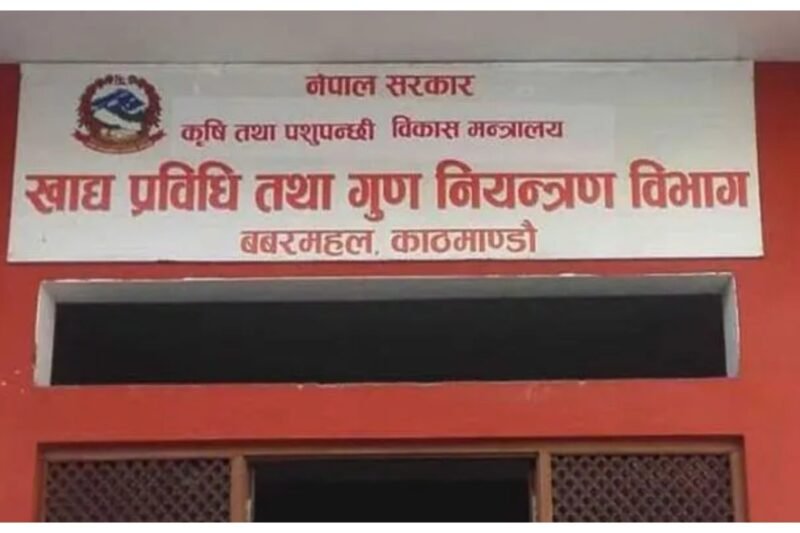 नेपाल सरकार
कृषि तथा पशुपन्छी विकास मन्त्रालय
खाद्य प्रविधि तथा गुण नियन्त्रण विभाग
बबरमहल, काठमाण्डौ